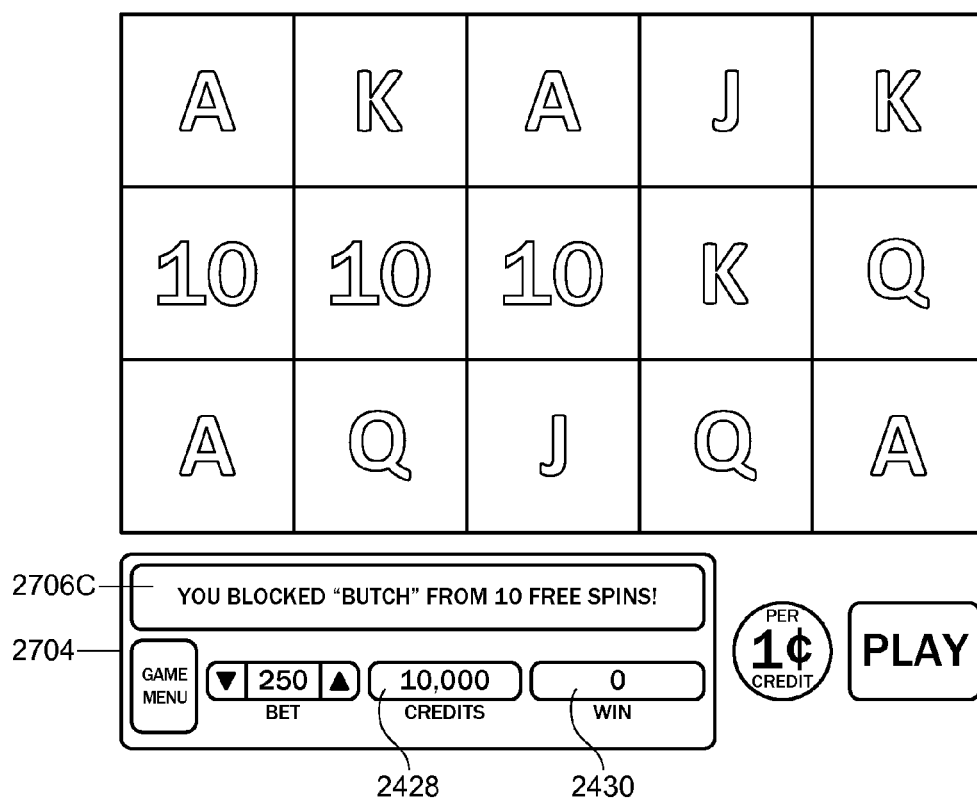 A K A J K
10 10 10 K Q
A Q J Q A
2706C
YOU BLOCKED “BUTCH” FROM 10 FREE SPINS!
2704
GAME
MENU
▼ 250 ▲
BET
10,000
CREDITS
0
WIN
PER
1¢
CREDIT
PLAY
2428
2430